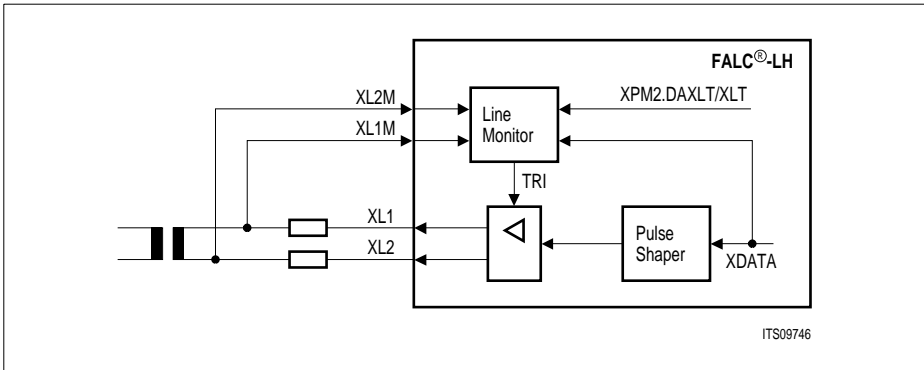 FALC®-LH
XL2M
XPM2.DAXLT/XLT
Line
Monitor
XL1M
TRI
XL1
Pulse
Shaper
XL2
XDATA
ITS09746